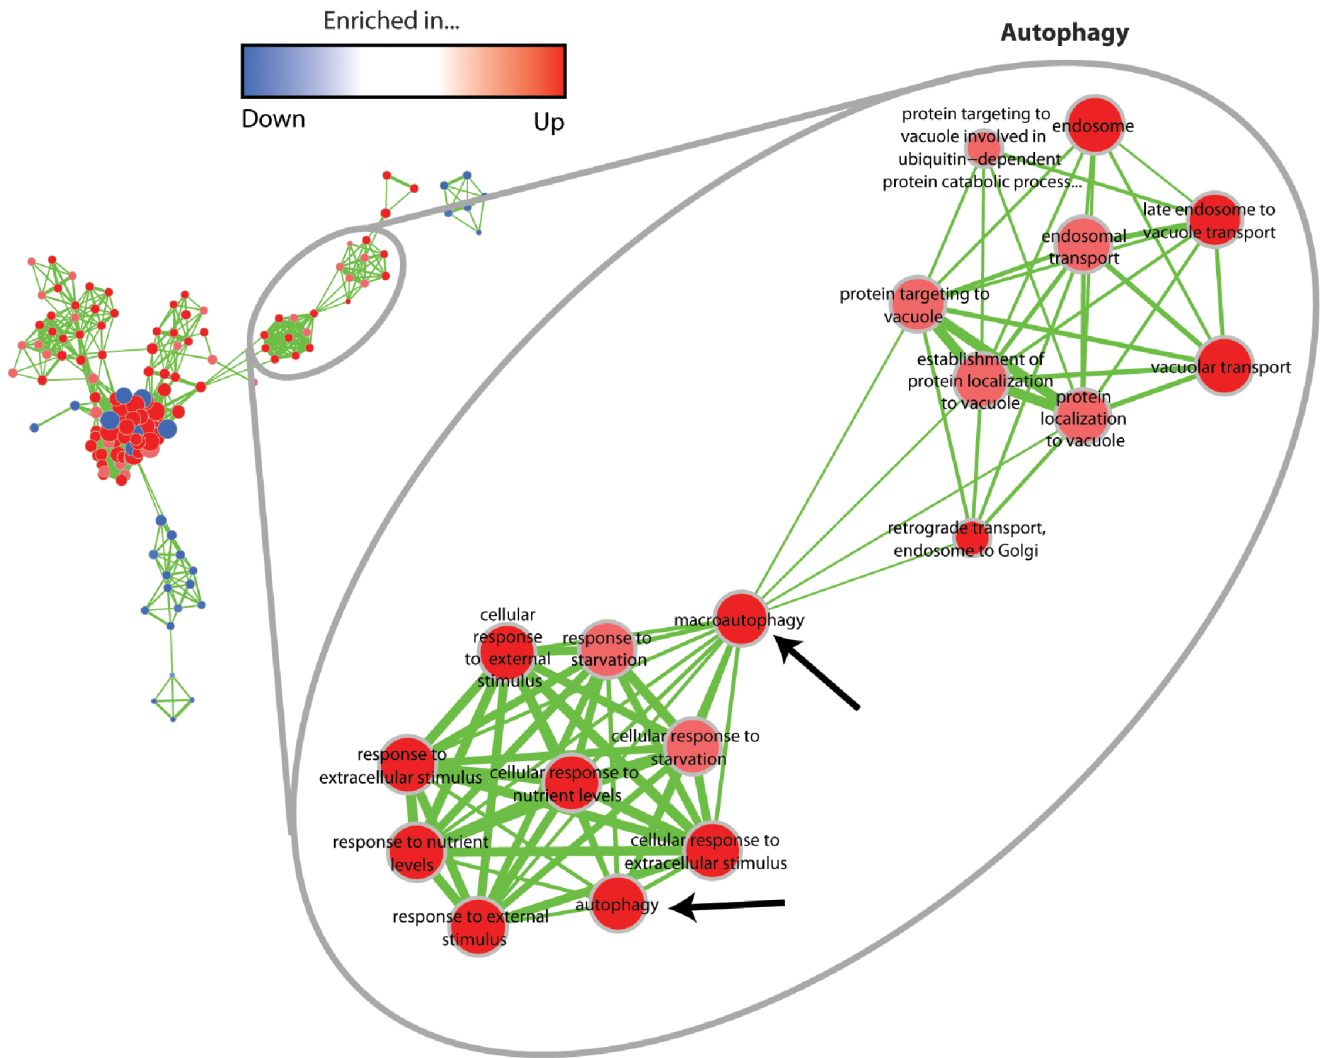 Enriched in...
Down
Up
Autophagy
protein targeting to
vacuole involved in
ubiquitin−dependent
protein catabolic process...
endosome
late endosome to
vacuole transport
endosomal
transport
protein targeting to
vacuole
establishment of
protein localization
to vacuole
vacuolar transport
protein
localization
to vacuole
retrograde transport,
endosome to Golgi
macroautophagy
cellular
response
to external
stimulus
response to
starvation
cellular response to
starvation
response to
extracellular stimulus
cellular response to
nutrient levels
response to nutrient
levels
cellular response to
extracellular stimulus
autophagy
response to external
stimulus